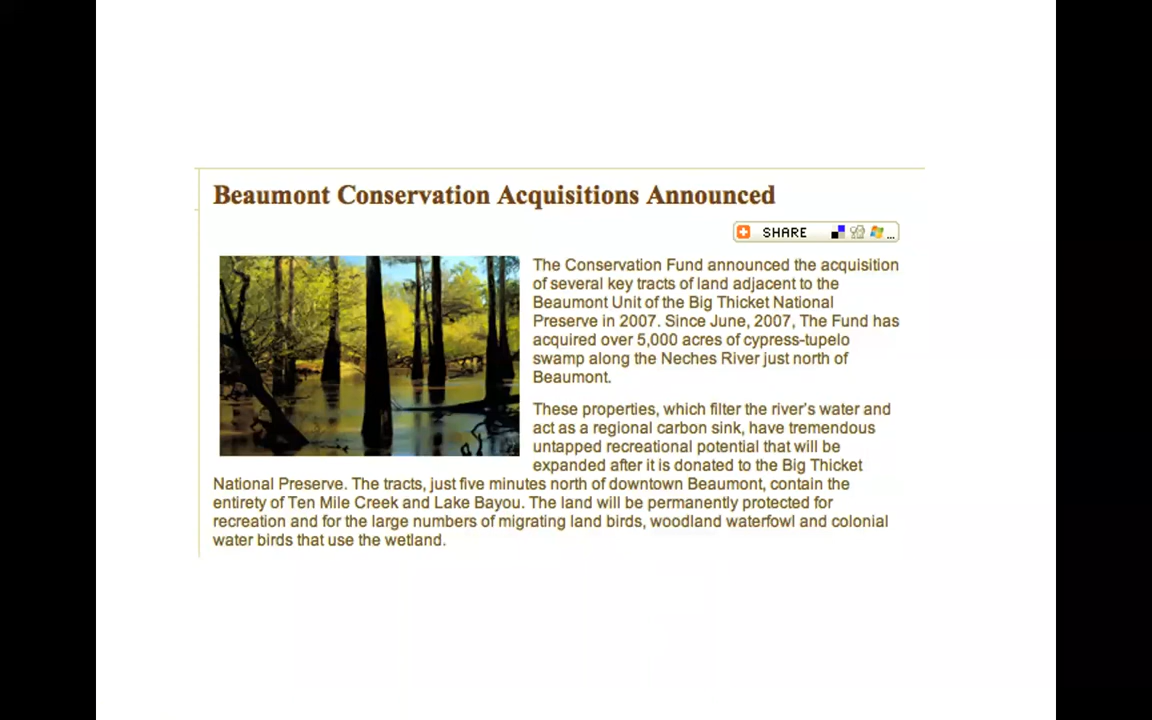 Beaumont Conservation Acquisitions Announced
SHARE
...
The Conservation Fund announced the acquisition
of several key tracts of land adjacent to the
Beaumont Unit of the Big Thicket National
Preserve in 2007. Since June, 2007, The Fund has
acquired over 5,000 acres of cypress-tupelo
swamp along the Neches River just north of
Beaumont.
These properties, which filter the river's water and
act as a regional carbon sink, have tremendous
untapped recreational potential that will be
expanded after it is donated to the Big Thicket
National Preserve. The tracts, just five minutes north of downtown Beaumont, contain the
entirety of Ten Mile Creek and Lake Bayou. The land will be permanently protected for
recreation and for the large numbers of migrating land birds, woodland waterfowl and colonial
water birds that use the wetland.